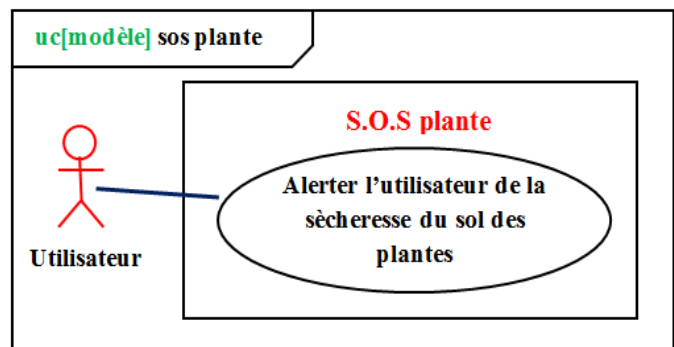 uc[modèle] sos plante
S.O.S plante
Alerter l’utilisateur de la
sècheresse du sol des
plantes
Utilisateur